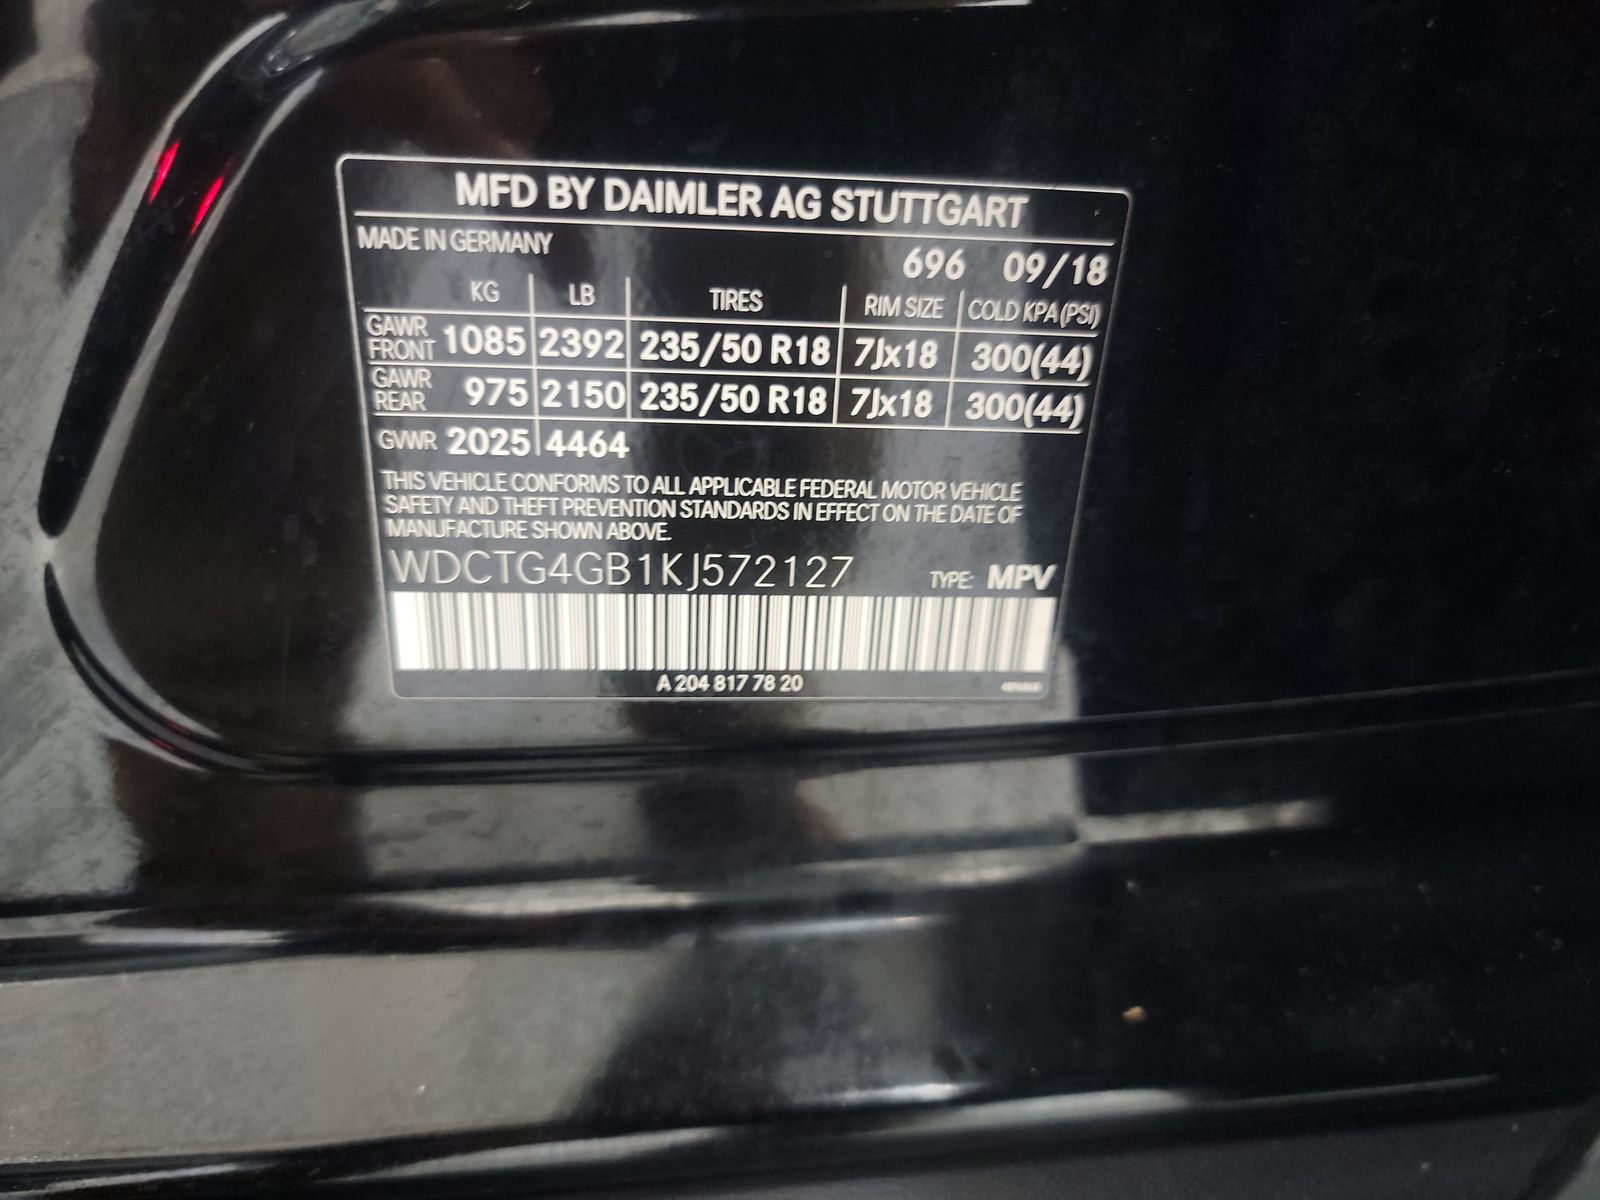 MFD BY DAIMLER AG STUTTGART
MADE IN GERMANY
696 09/18
KG LB TIRES RIM SIZE COLD KPA (PSI)
GAWR FRONT 1085 2392 235/50 R18 7Jx18 300(44)
GAWR REAR 975 2150 235/50 R18 7Jx18 300(44)
GVWR 2025 4464
THIS VEHICLE CONFORMS TO ALL APPLICABLE FEDERAL MOTOR VEHICLE
SAFETY AND THEFT PREVENTION STANDARDS IN EFFECT ON THE DATE OF
MANUFACTURE SHOWN ABOVE.
WDCTG4GB1KJ572127 TYPE: MPV
A 204 817 78 20